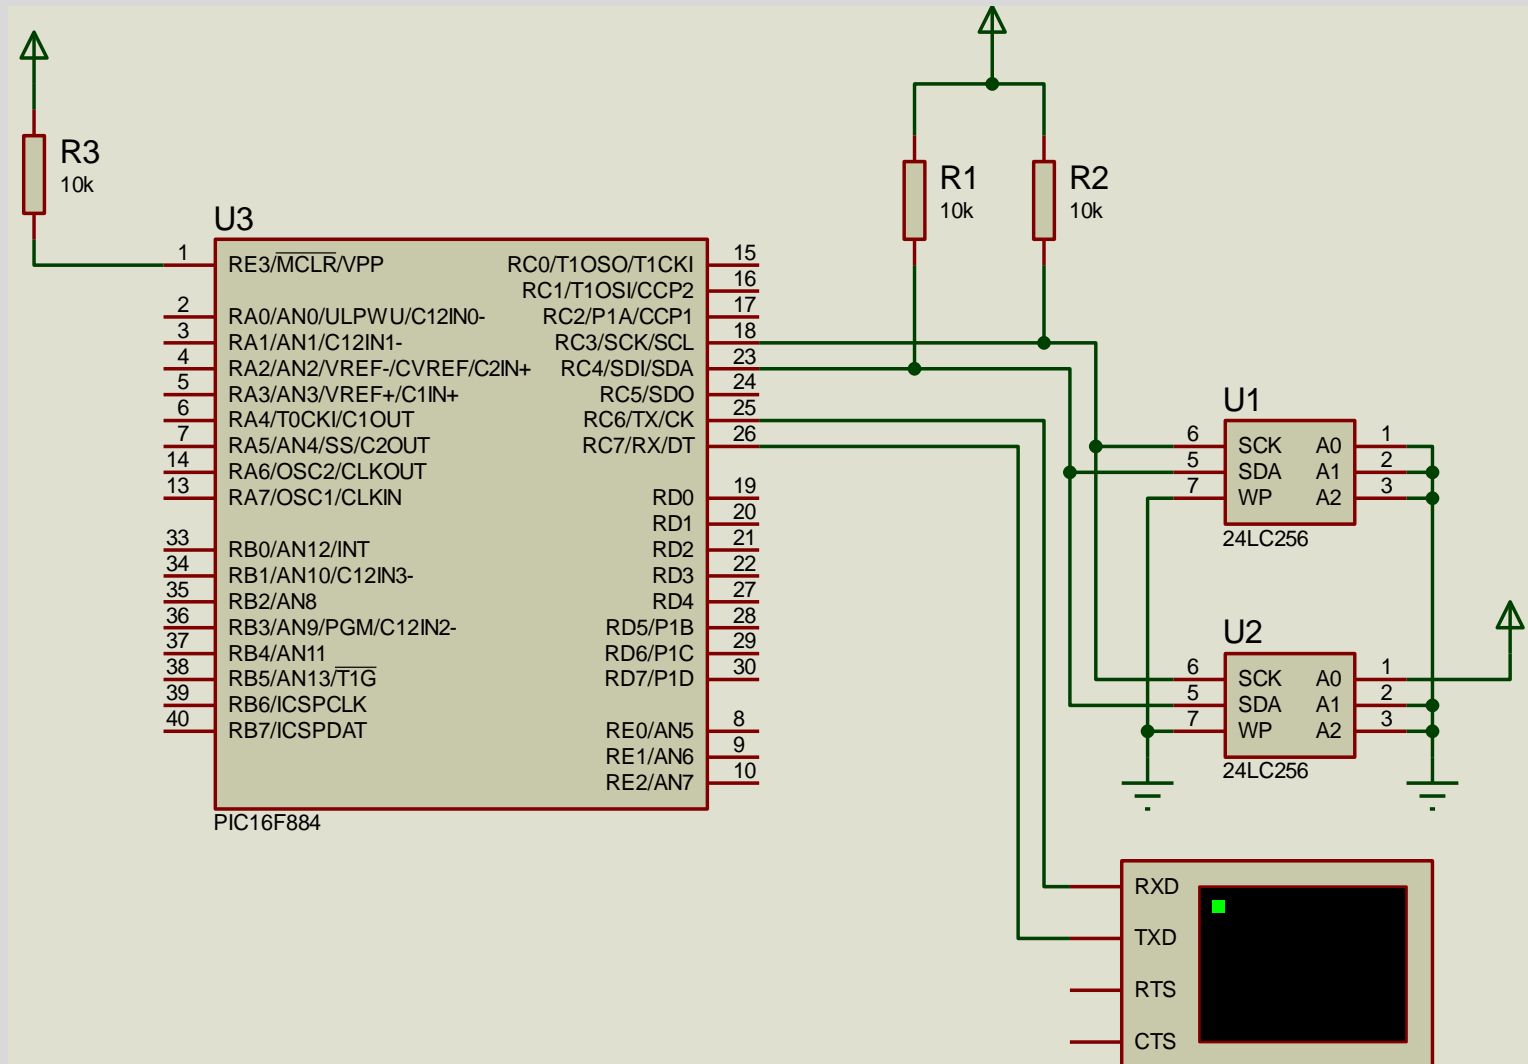 R3
10k
R1
10k
R2
10k
U3
1 RE3/MCLR/VPP
2 RA0/AN0/ULPWU/C12IN0-
3 RA1/AN1/C12IN1-
4 RA2/AN2/VREF-/CVREF/C2IN+
5 RA3/AN3/VREF+/C1IN+
6 RA4/T0CKI/C1OUT
7 RA5/AN4/SS/C2OUT
14 RA6/OSC2/CLKOUT
13 RA7/OSC1/CLKIN
33 RB0/AN12/INT
34 RB1/AN10/C12IN3-
35 RB2/AN8
36 RB3/AN9/PGM/C12IN2-
37 RB4/AN11
38 RB5/AN13/T1G
39 RB6/ICSPCLK
40 RB7/ICSPDAT
RC0/T1OSO/T1CKI 15
RC1/T1OSI/CCP2 16
RC2/P1A/CCP1 17
RC3/SCK/SCL 18
RC4/SDI/SDA 23
RC5/SDO 24
RC6/TX/CK 25
RC7/RX/DT 26
RD0 19
RD1 20
RD2 21
RD3 22
RD4 27
RD5/P1B 28
RD6/P1C 29
RD7/P1D 30
RE0/AN5 8
RE1/AN6 9
RE2/AN7 10
PIC16F884
U1
6 SCK A0 1
5 SDA A1 2
7 WP A2 3
24LC256
U2
6 SCK A0 1
5 SDA A1 2
7 WP A2 3
24LC256
RXD
TXD
RTS
CTS